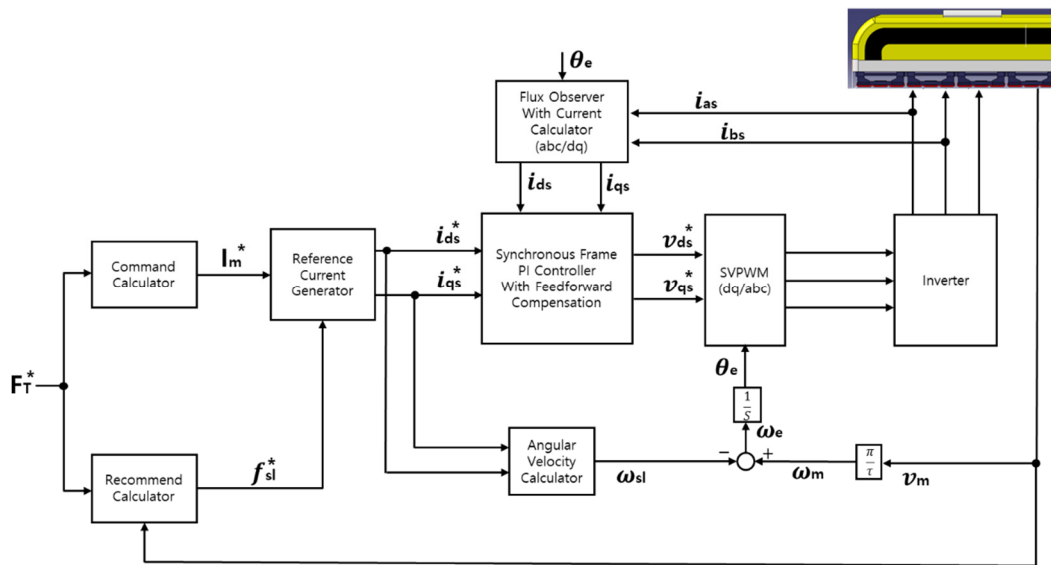 θe
Flux Observer
With Current
Calculator
(abc/dq)
ias
ibs
ids
iqs
Command
Calculator
Im*
Reference
Current
Generator
ids*
iqs*
Synchronous Frame
PI Controller
With Feedforward
Compensation
vds*
vqs*
SVPWM
(dq/abc)
Inverter
FT*
θe
1
S
ωe
Recommend
Calculator
fsl*
Angular
Velocity
Calculator
ωsl
−
+
ωm
π
τ
vm